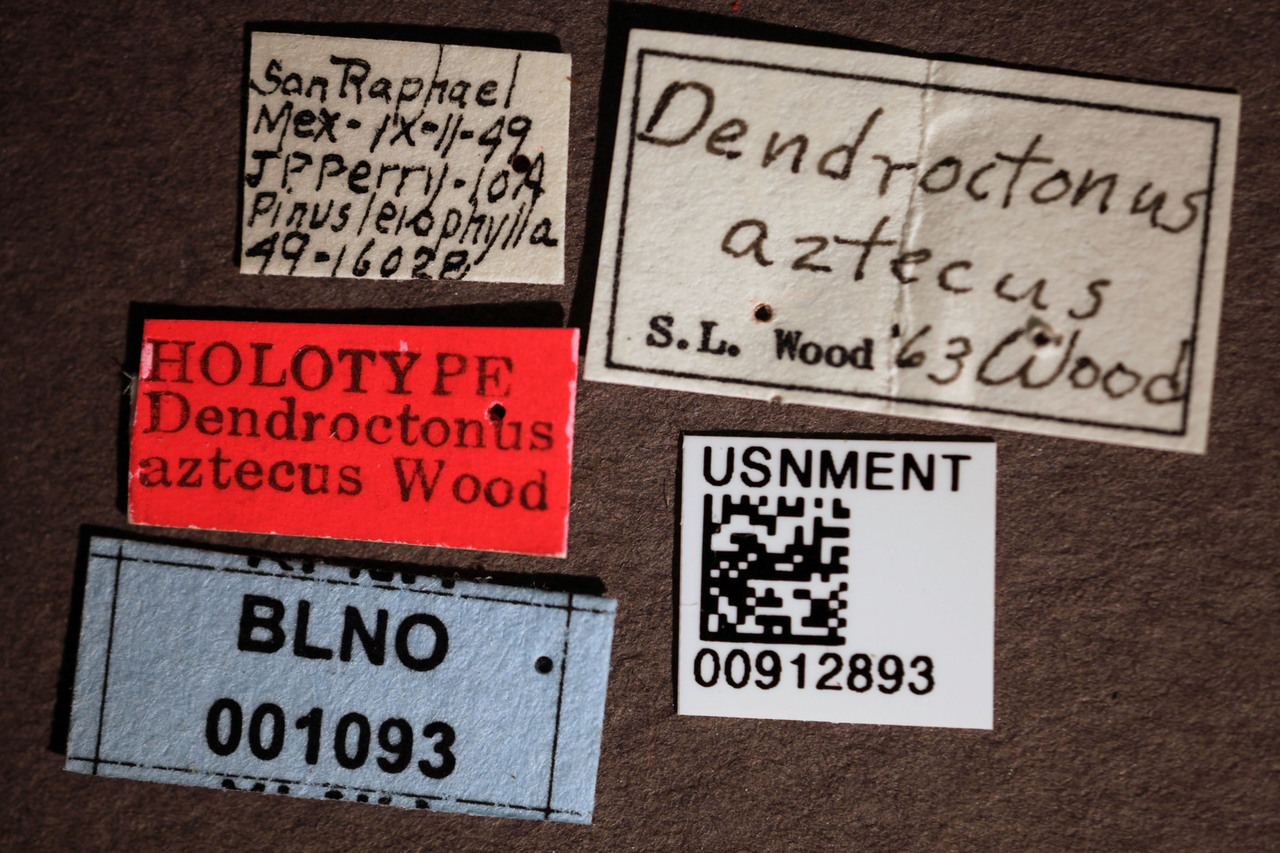 San Raphael
Mex-IX-11-49
JPPerry-10A
Pinus leiophylla
49-16028
Dendroctonus
aztecus
S.L. Wood '63 Wood
HOLOTYPE
Dendroctonus
aztecus Wood
USNMENT
00912893
BLNO
001093